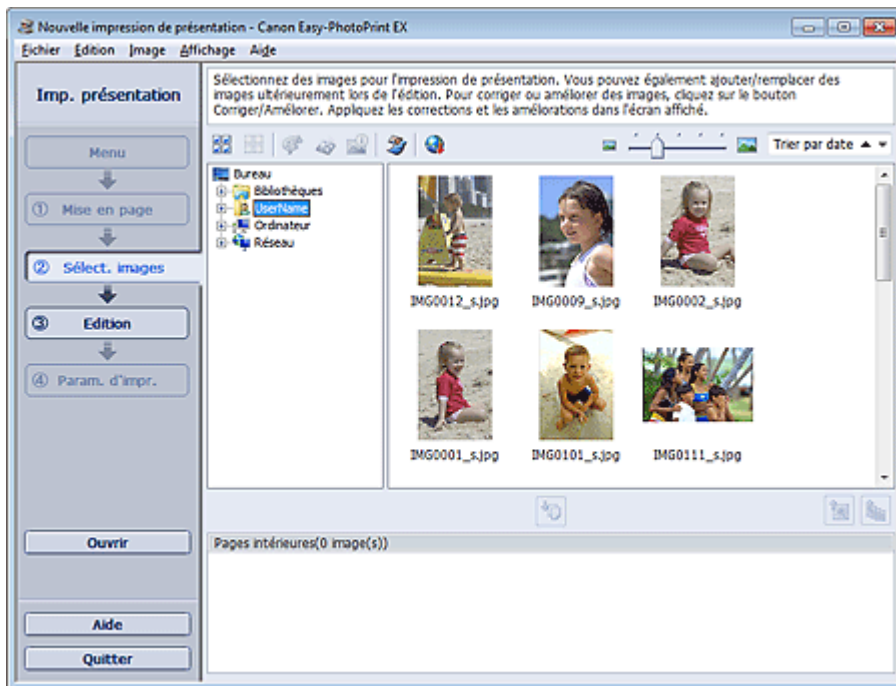 Nouvelle impression de présentation - Canon Easy-PhotoPrint EX
Fichier Édition Image Affichage Aide
Imp. présentation
Sélectionnez des images pour l'impression de présentation. Vous pouvez également ajouter/remplacer des
images ultérieurement lors de l'édition. Pour corriger ou améliorer des images, cliquez sur le bouton
Corriger/Améliorer. Appliquez les corrections et les améliorations dans l'écran affiché.
Menu
① Mise en page
② Sélect. images
③ Edition
④ Param. d'impr.
Ouvrir
Aide
Quitter
Trier par date
Bureau
Bibliothèques
UserName
Ordinateur
Réseau
IMG0012_s.jpg IMG0009_s.jpg IMG0002_s.jpg
IMG0001_s.jpg IMG0101_s.jpg IMG0111_s.jpg
Pages intérieures(0 image(s))